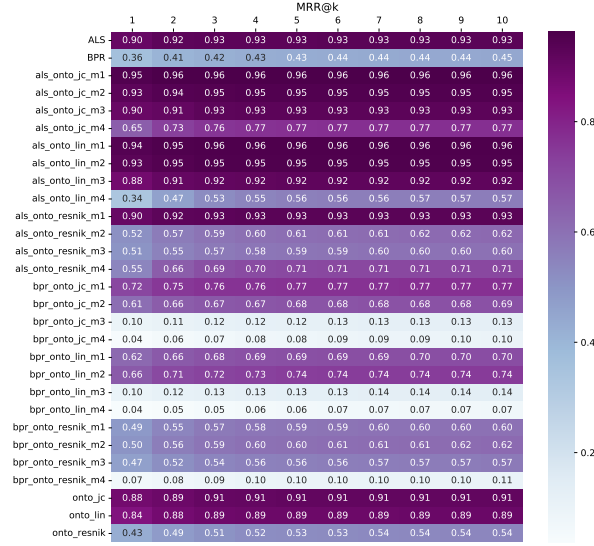 MRR@k
1 2 3 4 5 6 7 8 9 10
ALS 0.90 0.92 0.93 0.93 0.93 0.93 0.93 0.93 0.93 0.93
BPR 0.36 0.41 0.42 0.43 0.43 0.44 0.44 0.44 0.44 0.45
als_onto_jc_m1 0.95 0.96 0.96 0.96 0.96 0.96 0.96 0.96 0.96 0.96
als_onto_jc_m2 0.93 0.94 0.95 0.95 0.95 0.95 0.95 0.95 0.95 0.95
als_onto_jc_m3 0.90 0.91 0.93 0.93 0.93 0.93 0.93 0.93 0.93 0.93
als_onto_jc_m4 0.65 0.73 0.76 0.77 0.77 0.77 0.77 0.77 0.77 0.77
als_onto_lin_m1 0.94 0.95 0.96 0.96 0.96 0.96 0.96 0.96 0.96 0.96
als_onto_lin_m2 0.93 0.95 0.95 0.95 0.95 0.95 0.95 0.95 0.95 0.95
als_onto_lin_m3 0.88 0.91 0.92 0.92 0.92 0.92 0.92 0.92 0.92 0.92
als_onto_lin_m4 0.34 0.47 0.53 0.55 0.56 0.56 0.56 0.57 0.57 0.57
als_onto_resnik_m1 0.90 0.92 0.93 0.93 0.93 0.93 0.93 0.93 0.93 0.93
als_onto_resnik_m2 0.52 0.57 0.59 0.60 0.61 0.61 0.61 0.62 0.62 0.62
als_onto_resnik_m3 0.51 0.55 0.57 0.58 0.59 0.59 0.60 0.60 0.60 0.60
als_onto_resnik_m4 0.55 0.66 0.69 0.70 0.71 0.71 0.71 0.71 0.71 0.71
bpr_onto_jc_m1 0.72 0.75 0.76 0.76 0.77 0.77 0.77 0.77 0.77 0.77
bpr_onto_jc_m2 0.61 0.66 0.67 0.67 0.68 0.68 0.68 0.68 0.68 0.69
bpr_onto_jc_m3 0.10 0.11 0.12 0.12 0.12 0.13 0.13 0.13 0.13 0.13
bpr_onto_jc_m4 0.04 0.06 0.07 0.08 0.08 0.09 0.09 0.09 0.10 0.10
bpr_onto_lin_m1 0.62 0.66 0.68 0.69 0.69 0.69 0.69 0.70 0.70 0.70
bpr_onto_lin_m2 0.66 0.71 0.72 0.73 0.74 0.74 0.74 0.74 0.74 0.74
bpr_onto_lin_m3 0.10 0.12 0.13 0.13 0.13 0.13 0.14 0.14 0.14 0.14
bpr_onto_lin_m4 0.04 0.05 0.05 0.06 0.06 0.07 0.07 0.07 0.07 0.07
bpr_onto_resnik_m1 0.49 0.55 0.57 0.58 0.59 0.59 0.60 0.60 0.60 0.60
bpr_onto_resnik_m2 0.50 0.56 0.59 0.60 0.60 0.61 0.61 0.61 0.62 0.62
bpr_onto_resnik_m3 0.47 0.52 0.54 0.56 0.56 0.56 0.57 0.57 0.57 0.57
bpr_onto_resnik_m4 0.07 0.08 0.09 0.10 0.10 0.10 0.10 0.10 0.10 0.11
onto_jc 0.88 0.89 0.91 0.91 0.91 0.91 0.91 0.91 0.91 0.91
onto_lin 0.84 0.88 0.89 0.89 0.89 0.89 0.89 0.89 0.89 0.89
onto_resnik 0.43 0.49 0.51 0.52 0.53 0.53 0.54 0.54 0.54 0.54
0.8
0.6
0.4
0.2